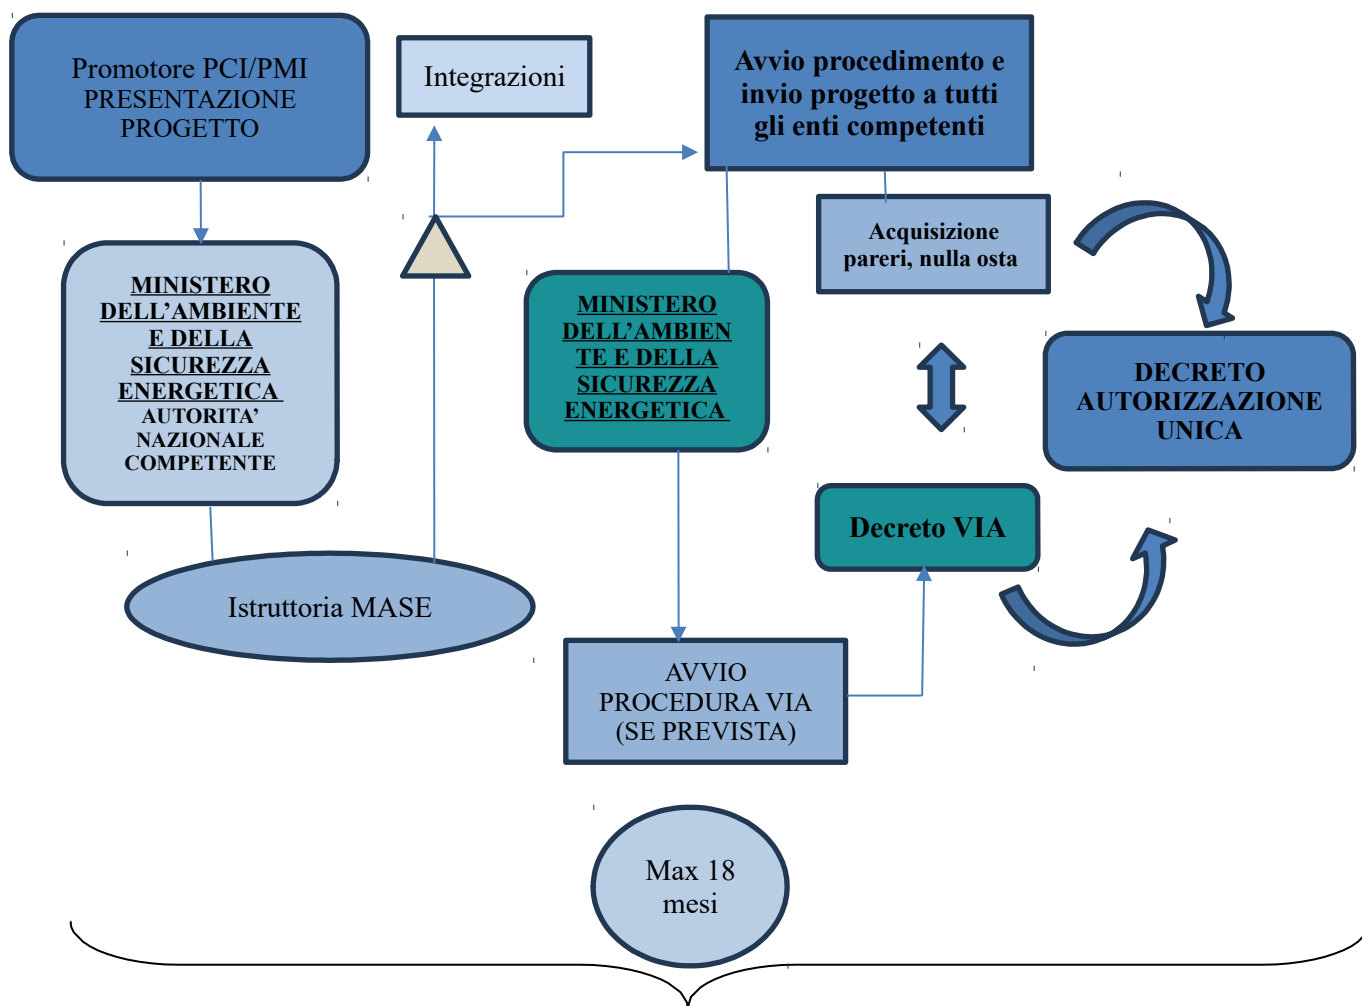 Promotore PCI/PMI
PRESENTAZIONE
PROGETTO
Integrazioni
Avvio procedimento e
invio progetto a tutti
gli enti competenti
Acquisizione
pareri, nulla osta
MINISTERO
DELL’AMBIENTE
E DELLA
SICUREZZA
ENERGETICA
AUTORITA’
NAZIONALE
COMPETENTE
MINISTERO
DELL’AMBIEN
TE E DELLA
SICUREZZA
ENERGETICA
DECRETO
AUTORIZZAZIONE
UNICA
Decreto VIA
Istruttoria MASE
AVVIO
PROCEDURA VIA
(SE PREVISTA)
Max 18
mesi